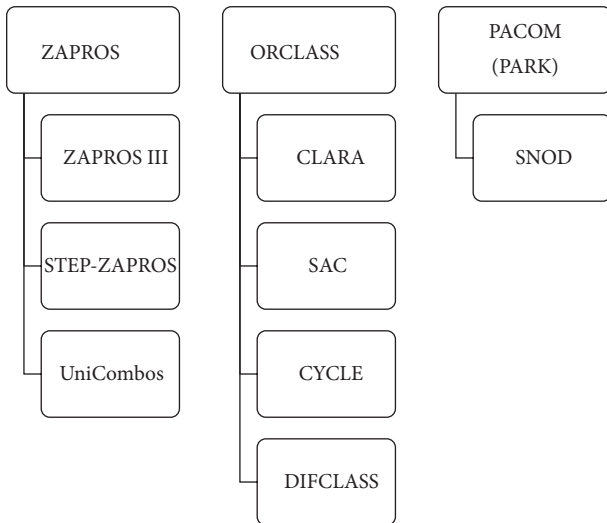 ZAPROS
ZAPROS III
STEP-ZAPROS
UniCombos
ORCLASS
CLARA
SAC
CYCLE
DIFCLASS
PACOM
(PARK)
SNOD